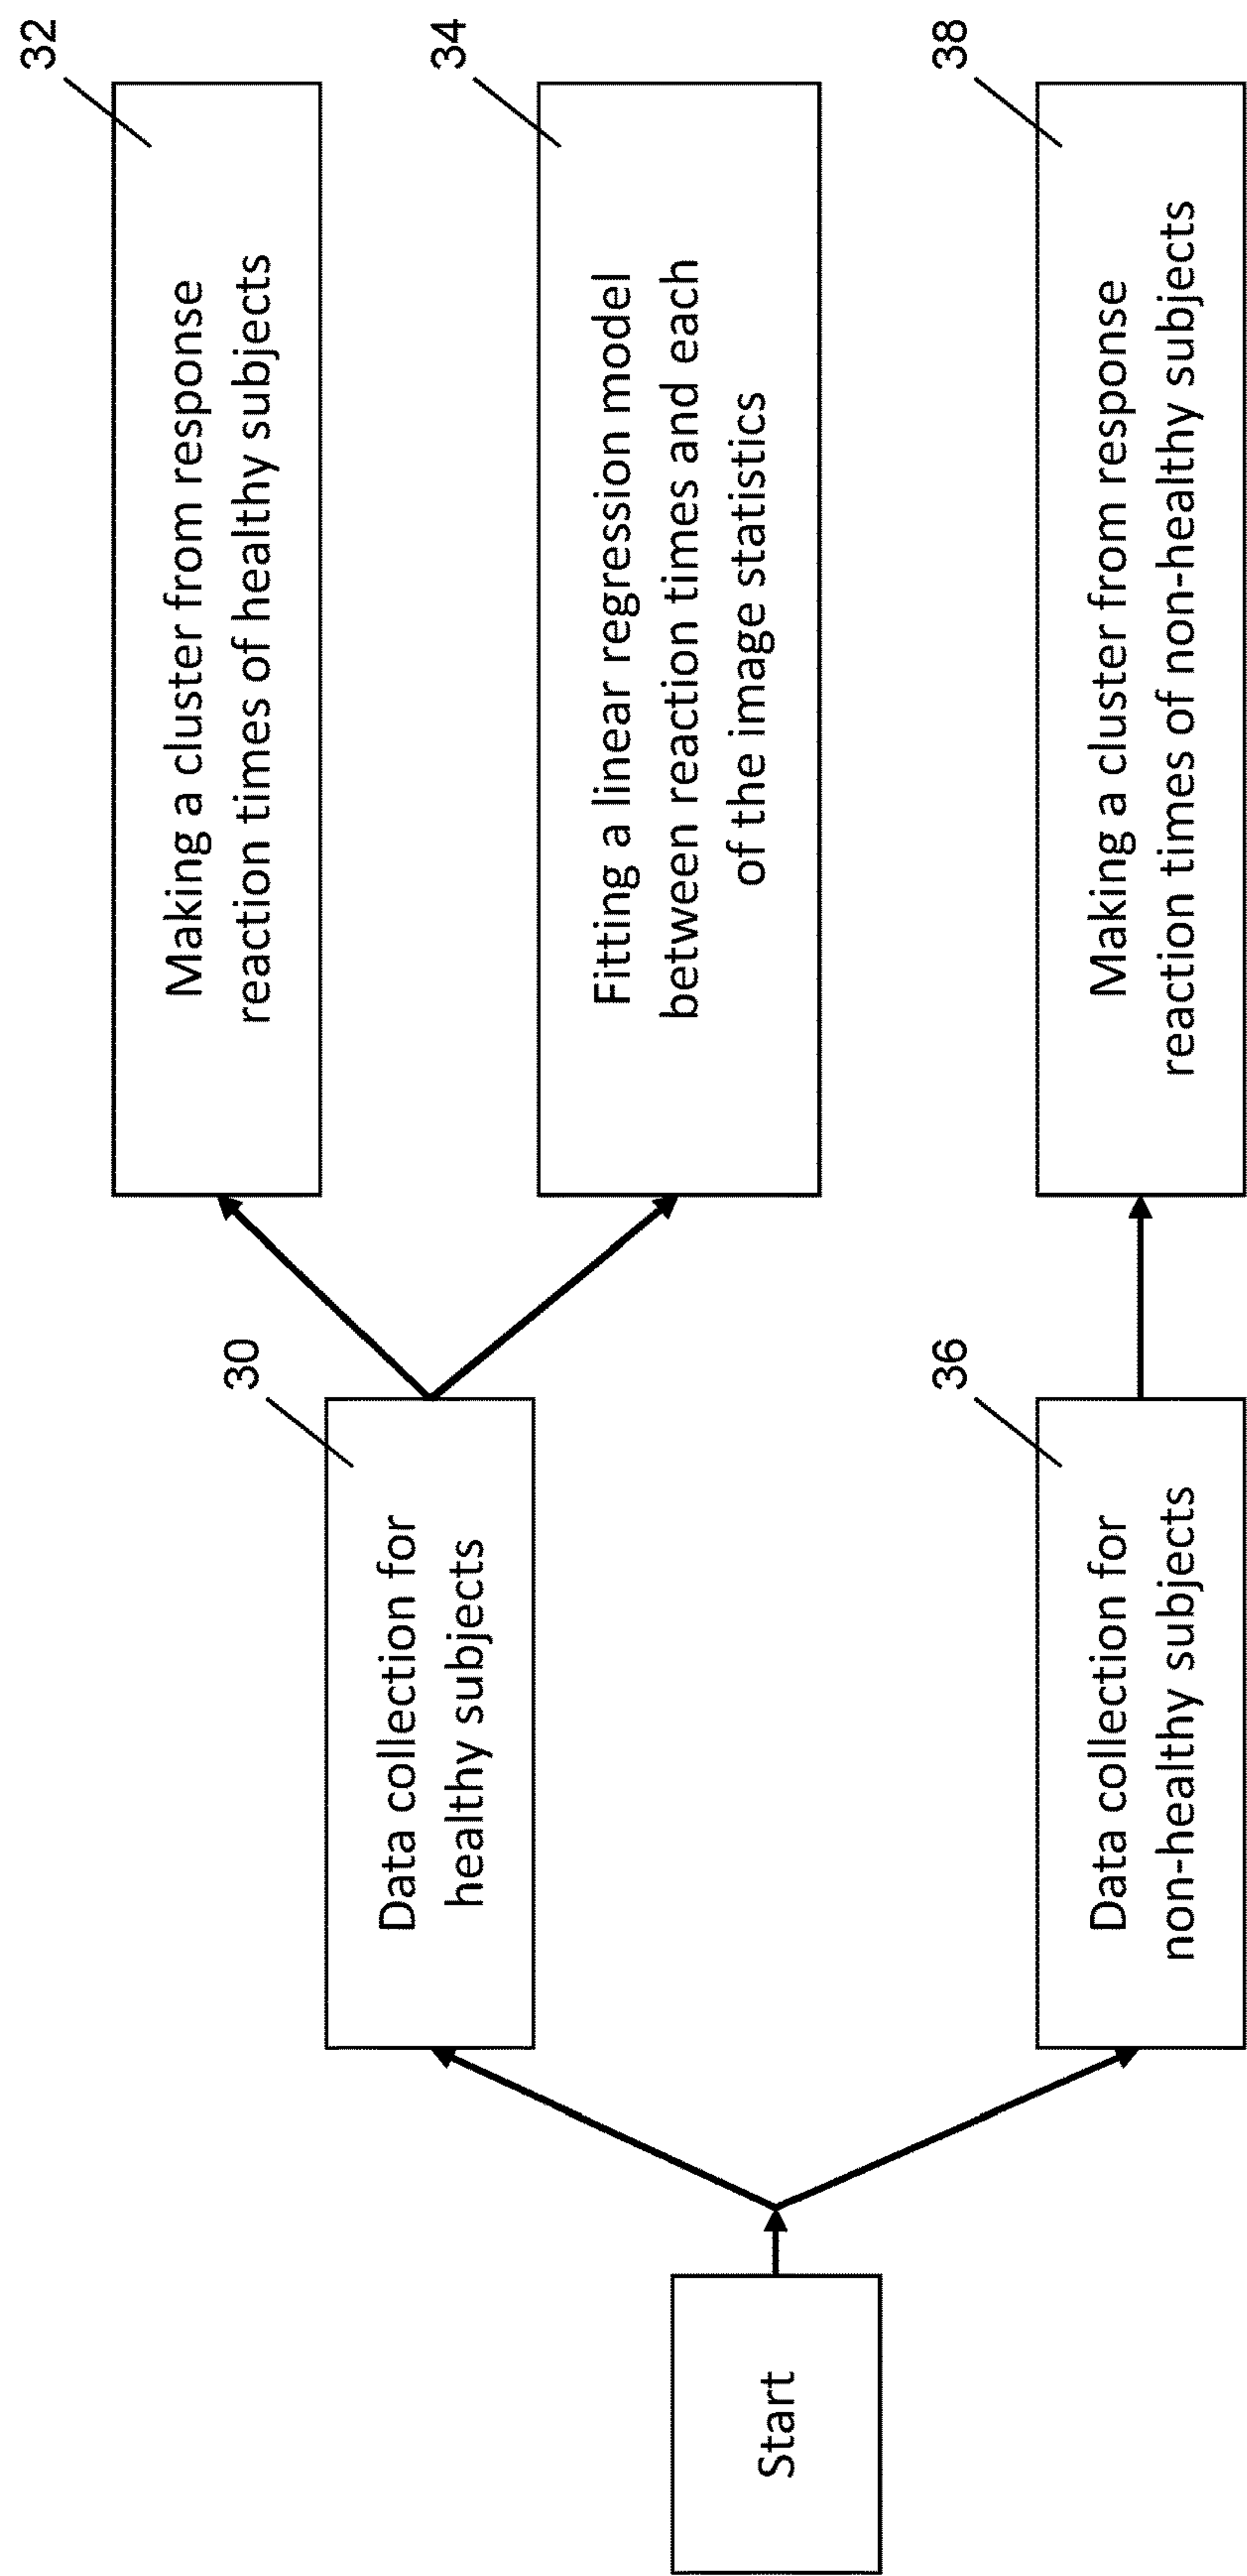 Start
30
Data collection for
healthy subjects
32
Making a cluster from response
reaction times of healthy subjects
34
Fitting a linear regression model
between reaction times and each
of the image statistics
36
Data collection for
non-healthy subjects
38
Making a cluster from response
reaction times of non-healthy subjects